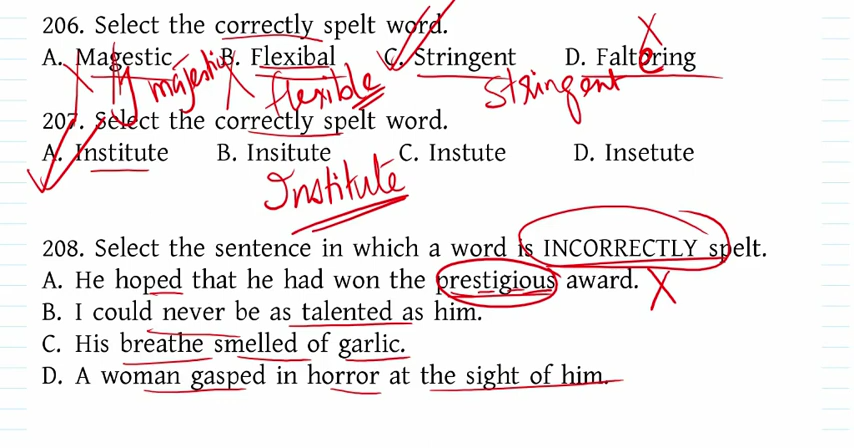 206. Select the correctly spelt word.
A. Magestic B. Flexibal C. Stringent D. Faltering
majestic flexible Stringent
207. Select the correctly spelt word.
A. Institute B. Insitute C. Instute D. Insetute
Institute
208. Select the sentence in which a word is INCORRECTLY spelt.
A. He hoped that he had won the prestigious award.
B. I could never be as talented as him.
C. His breathe smelled of garlic.
D. A woman gasped in horror at the sight of him.